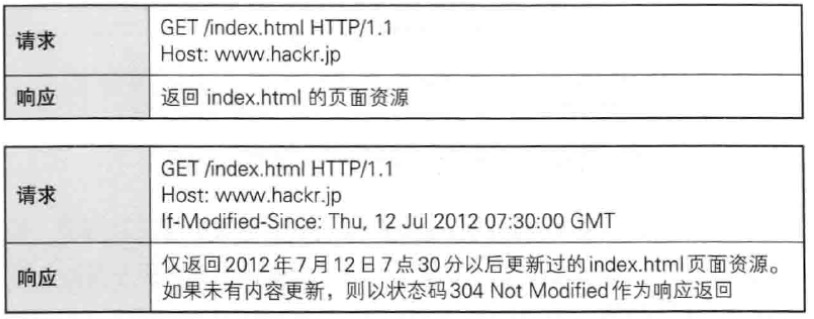 请求
GET /index.html HTTP/1.1
Host: www.hackr.jp
响应
返回 index.html 的页面资源
请求
GET /index.html HTTP/1.1
Host: www.hackr.jp
If-Modified-Since: Thu, 12 Jul 2012 07:30:00 GMT
响应
仅返回2012年7月12日7点30分以后更新过的index.html页面资源。
如果未有内容更新，则以状态码304 Not Modified作为响应返回